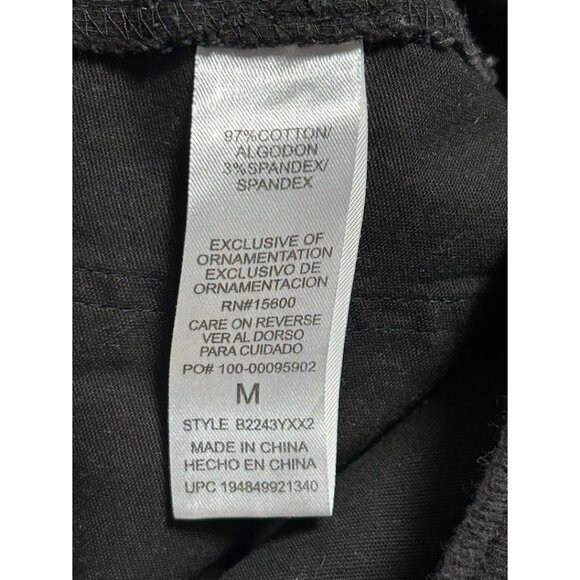 97%COTTON/
ALGODON
3%SPANDEX/
SPANDEX
EXCLUSIVE OF
ORNAMENTATION
EXCLUSIVO DE
ORNAMENTACION
RN#15600
CARE ON REVERSE
VER AL DORSO
PARA CUIDADO
PO# 100-00095902
M
STYLE B2243YXX2
MADE IN CHINA
HECHO EN CHINA
UPC 194849921340